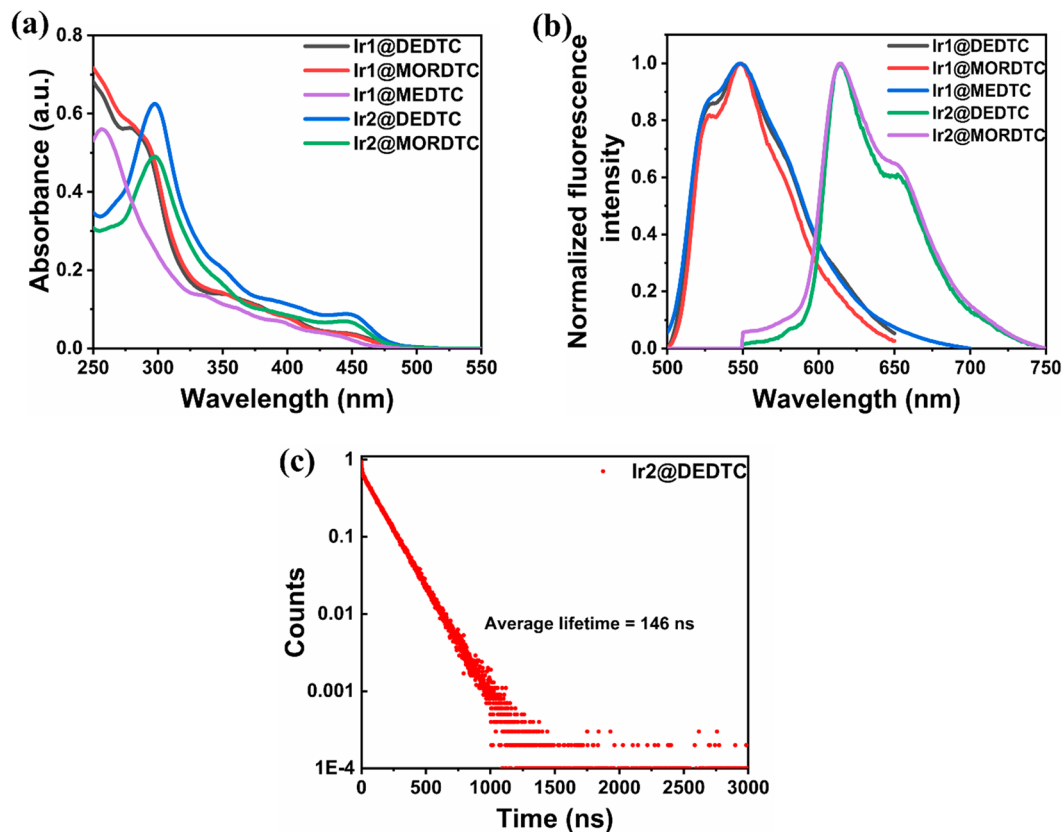 (a)
0.8
0.6
0.4
0.2
0.0
Absorbance (a.u.)
Ir1@DEDTC
Ir1@MORDTC
Ir1@MEDTC
Ir2@DEDTC
Ir2@MORDTC
250 300 350 400 450 500 550
Wavelength (nm)
(b)
1.0
0.8
0.6
0.4
0.2
0.0
Normalized fluorescence
intensity
Ir1@DEDTC
Ir1@MORDTC
Ir1@MEDTC
Ir2@DEDTC
Ir2@MORDTC
500 550 600 650 700 750
Wavelength (nm)
(c)
1
0.1
0.01
0.001
1E-4
Counts
Ir2@DEDTC
Average lifetime = 146 ns
0 500 1000 1500 2000 2500 3000
Time (ns)